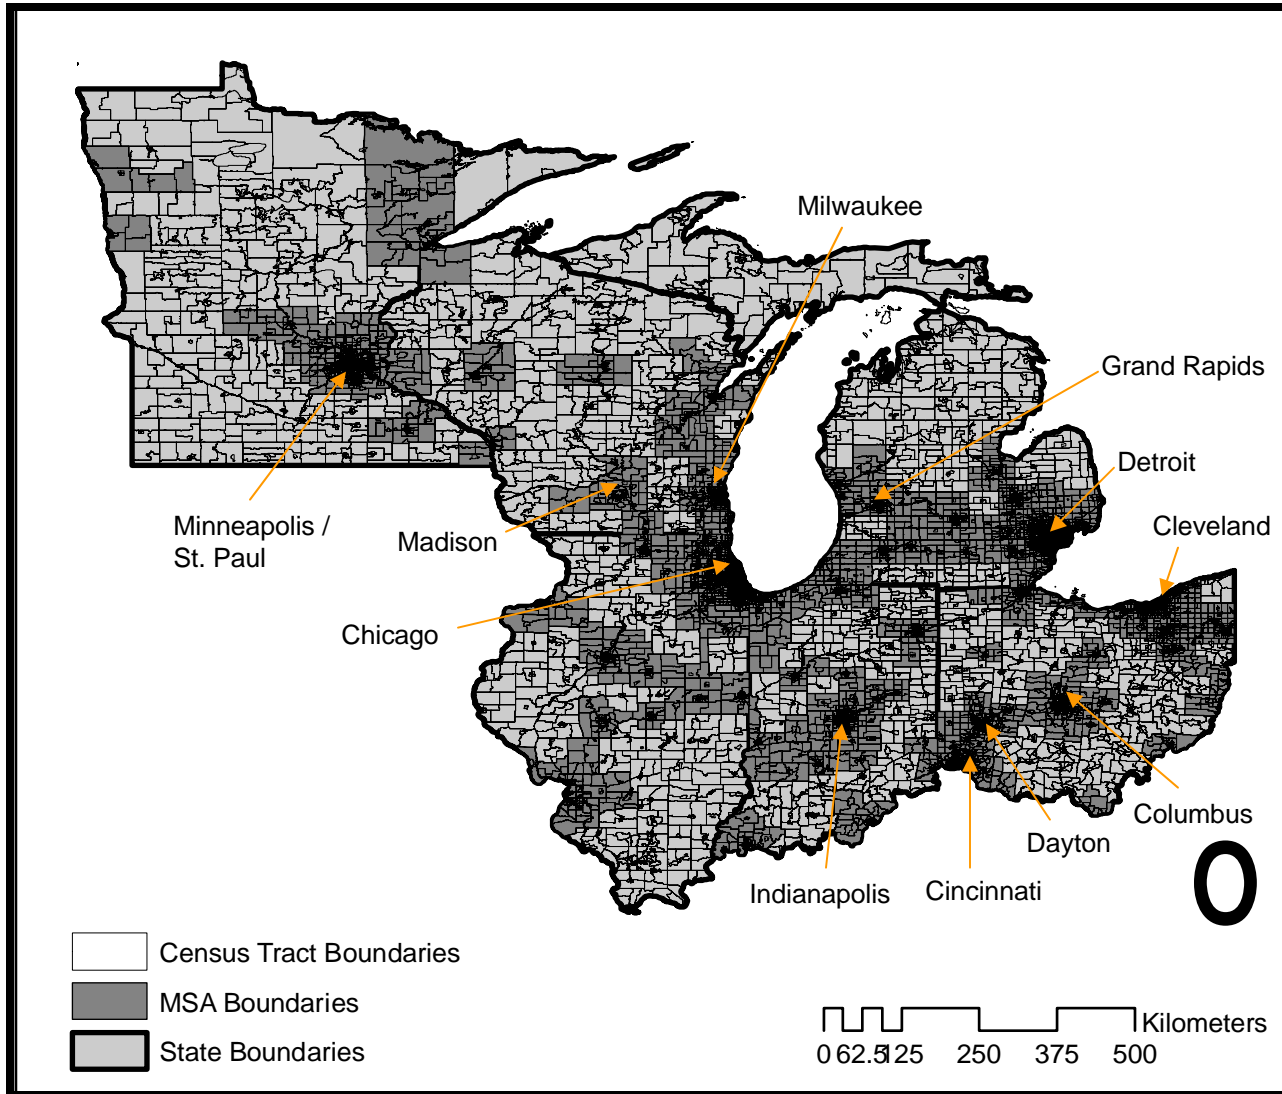 Milwaukee
Grand Rapids
Detroit
Cleveland
Minneapolis /
St. Paul
Madison
Chicago
Columbus
Dayton
Indianapolis
Cincinnati
O
Census Tract Boundaries
MSA Boundaries
State Boundaries
Kilometers
0 62.5 125 250 375 500